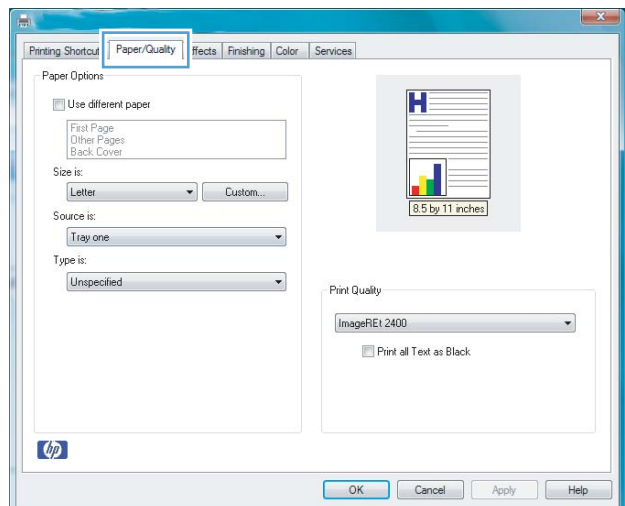 Printing Shortcut Paper/Quality ffects Finishing Color Services
Paper Options
Use different paper
First Page
Other Pages
Back Cover
Size is:
Letter Custom...
Source is:
Tray one
Type is:
Unspecified
H
8.5 by 11 inches
Print Quality
ImageREt 2400
Print all Text as Black
hp
OK Cancel Apply Help